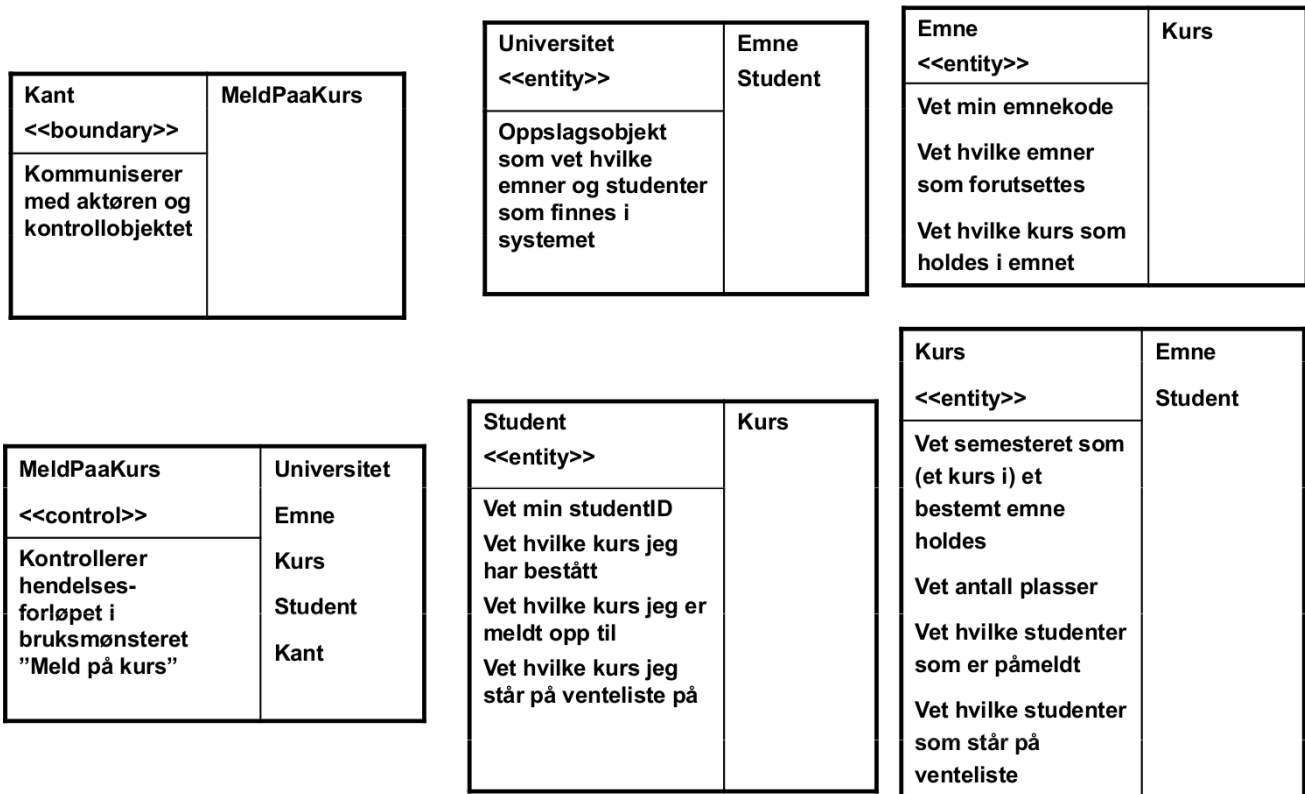 Kant
<<boundary>>
Kommuniserer
med aktøren og
kontrollobjektet
MeldPaaKurs
Universitet
<<entity>>
Oppslagsobjekt
som vet hvilke
emner og studenter
som finnes i
systemet
Emne
Student
Emne
<<entity>>
Vet min emnekode
Vet hvilke emner
som forutsettes
Vet hvilke kurs som
holdes i emnet
Kurs
MeldPaaKurs
<<control>>
Kontrollerer
hendelses-
forløpet i
bruksmønsteret
”Meld på kurs”
Universitet
Emne
Kurs
Student
Kant
Student
<<entity>>
Vet min studentID
Vet hvilke kurs jeg
har bestått
Vet hvilke kurs jeg er
meldt opp til
Vet hvilke kurs jeg
står på venteliste på
Kurs
Kurs
<<entity>>
Vet semesteret som
(et kurs i) et
bestemt emne
holdes
Vet antall plasser
Vet hvilke studenter
som er påmeldt
Vet hvilke studenter
som står på
venteliste
Emne
Student